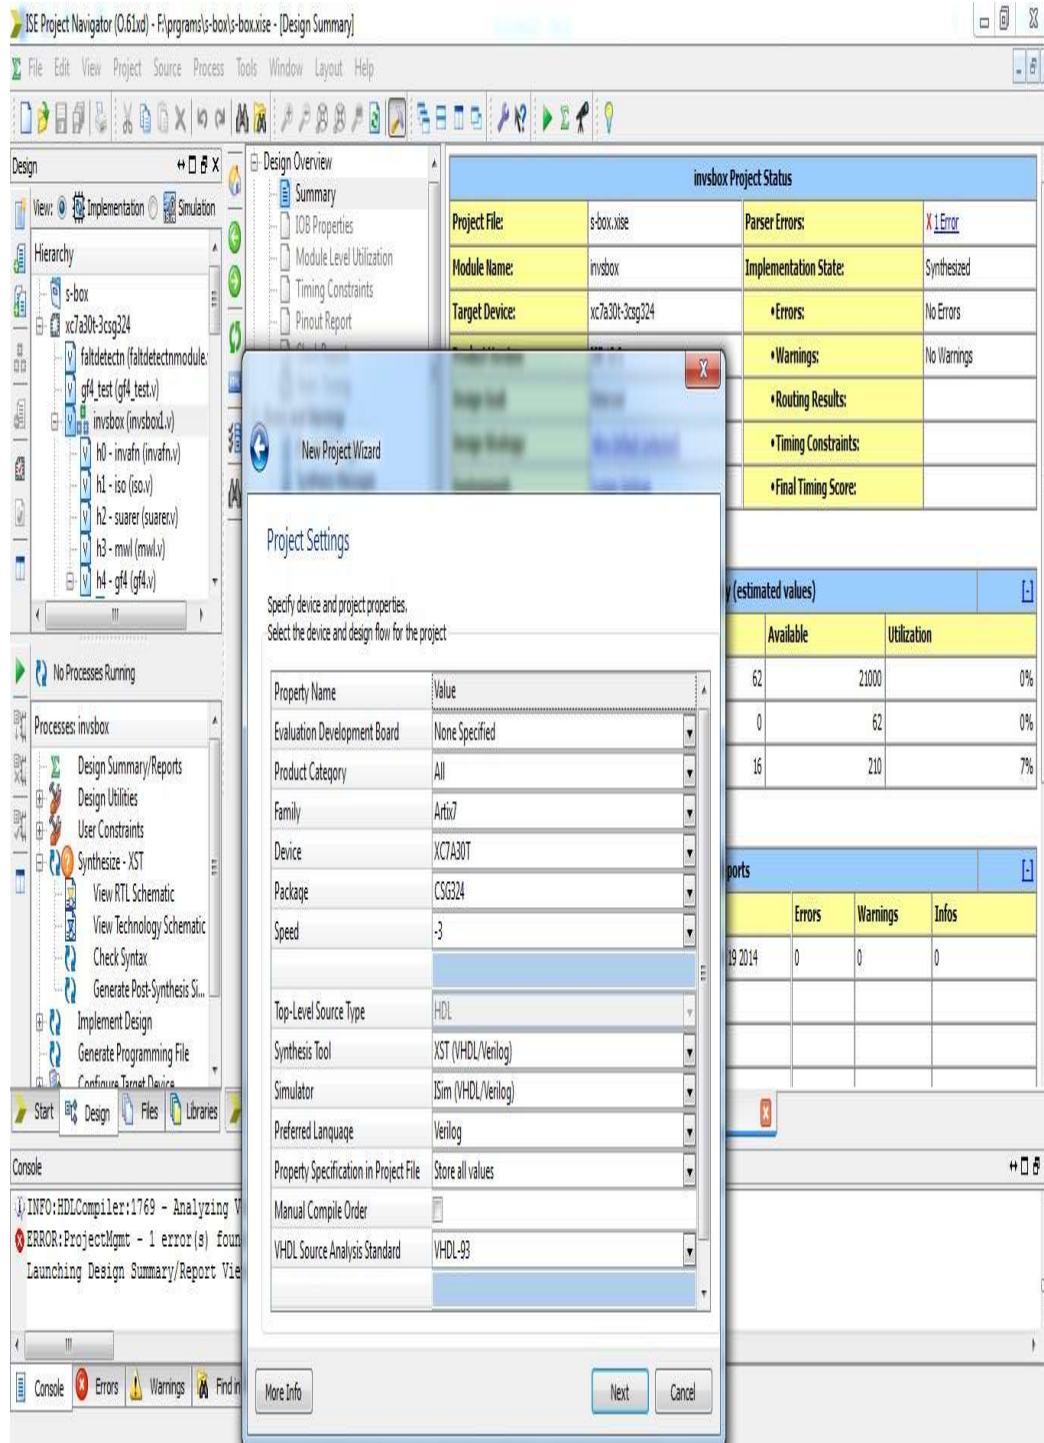 ISE Project Navigator (O.61xd) - F:\prgrams\s-box\s-box.xise - [Design Summary]
File Edit View Project Source Process Tools Window Layout Help
Design
View: Implementation Simulation
Hierarchy
s-box
xc7a30t-3csg324
faltdetectn (faltdetectnmodule.
gf4_test (gf4_test.v)
invsbox (invsbox1.v)
h0 - invafn (invafn.v)
h1 - iso (iso.v)
h2 - suarer (suarer.v)
h3 - mwl (mwl.v)
h4 - gf4 (gf4.v)
No Processes Running
Processes: invsbox
Design Summary/Reports
Design Utilities
User Constraints
Synthesize - XST
View RTL Schematic
View Technology Schematic
Check Syntax
Generate Post-Synthesis Si...
Implement Design
Generate Programming File
Configure Target Device
Start Design Files Libraries
Design Overview
Summary
IOB Properties
Module Level Utilization
Timing Constraints
Pinout Report
invsbox Project Status
Project File: s-box.xise Parser Errors: X 1 Error
Module Name: invsbox Implementation State: Synthesized
Target Device: xc7a30t-3csg324 •Errors: No Errors
•Warnings: No Warnings
•Routing Results:
•Timing Constraints:
•Final Timing Score:
y (estimated values) [-]
Available Utilization
62 21000 0%
0 62 0%
16 210 7%
ports [-]
Errors Warnings Infos
19 2014 0 0 0
New Project Wizard
Project Settings
Specify device and project properties.
Select the device and design flow for the project
Property Name Value
Evaluation Development Board None Specified
Product Category All
Family Artix7
Device XC7A30T
Package CSG324
Speed -3
Top-Level Source Type HDL
Synthesis Tool XST (VHDL/Verilog)
Simulator ISim (VHDL/Verilog)
Preferred Language Verilog
Property Specification in Project File Store all values
Manual Compile Order
VHDL Source Analysis Standard VHDL-93
More Info Next Cancel
Console
INFO:HDLCompiler:1769 - Analyzing V
ERROR:ProjectMgmt - 1 error(s) foun
Launching Design Summary/Report Vie
Console Errors Warnings Find in